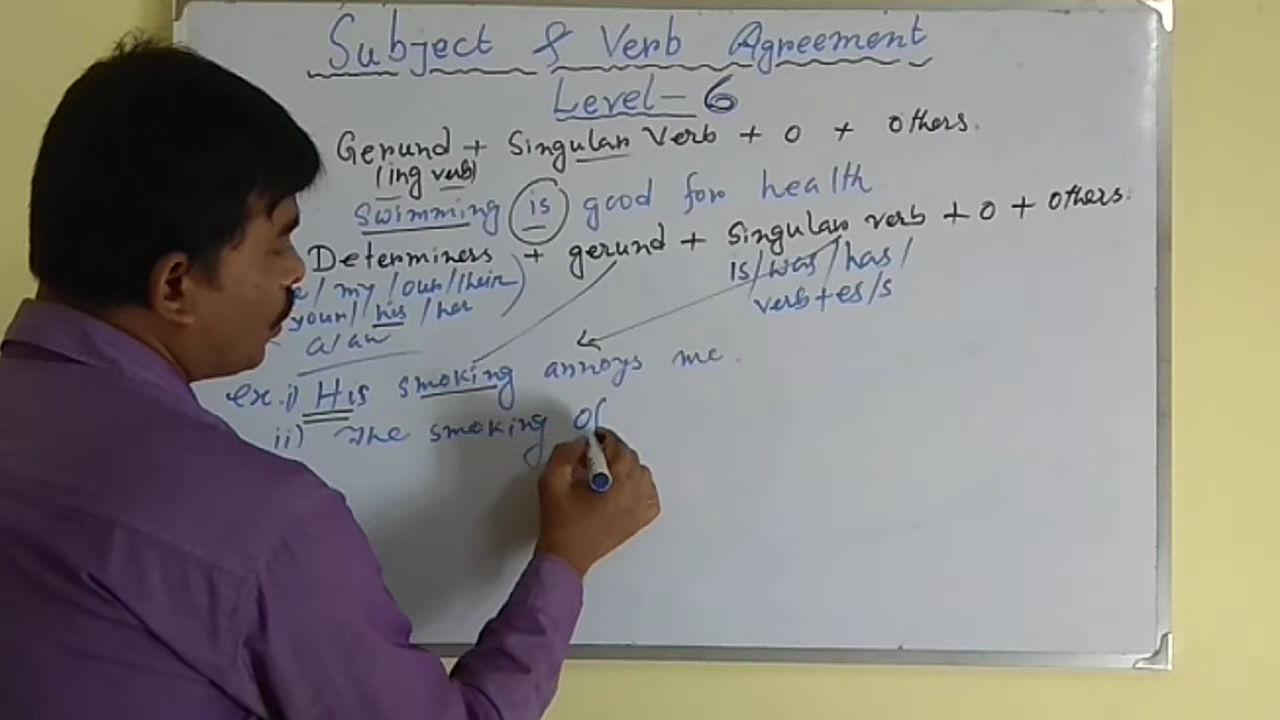 Subject & Verb Agreement
Level-6
Gerund + Singular Verb + O + others.
(ing verb)
Swimming is good for health
Determiners + gerund + singular verb + O + others.
/ my / our / their)
your / his / her
a/an
is / was / has /
verb + es/s
ex. i) His smoking annoys me.
ii) The smoking of